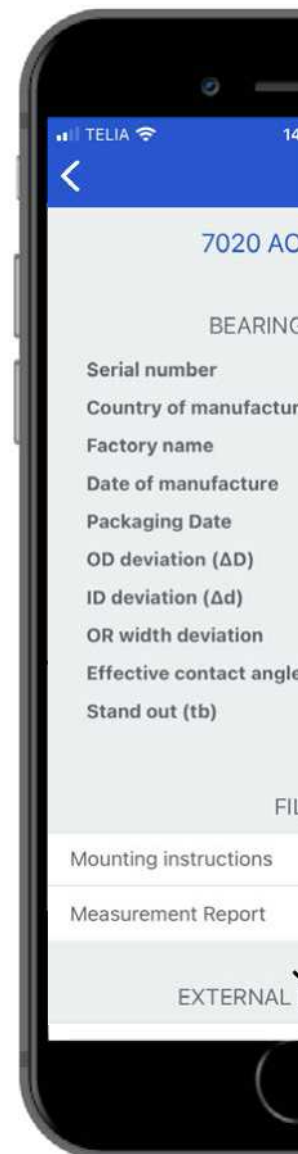 TELIA 14
7020 AC
BEARING
Serial number
Country of manufactur
Factory name
Date of manufacture
Packaging Date
OD deviation (ΔD)
ID deviation (Δd)
OR width deviation
Effective contact angle
Stand out (tb)
FIL
Mounting instructions
Measurement Report
EXTERNAL